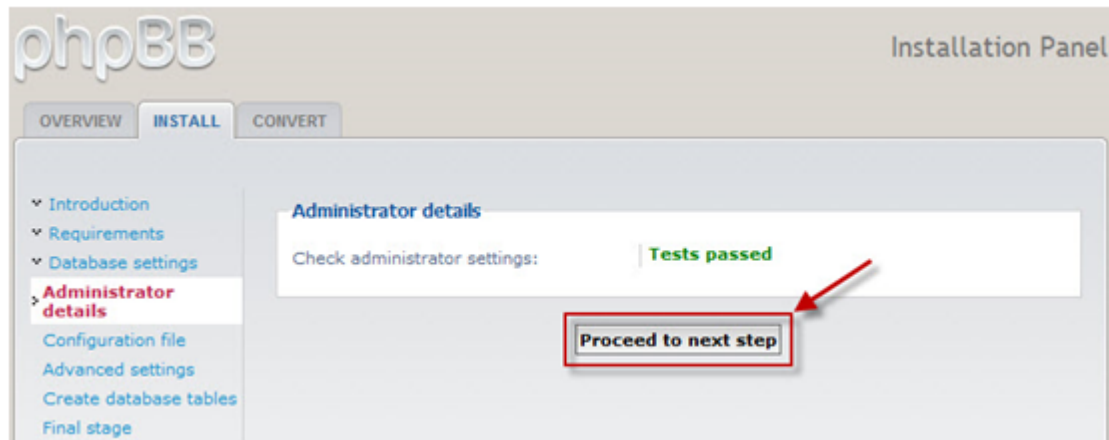 phpBB
Installation Panel
OVERVIEW INSTALL CONVERT
Introduction
Requirements
Database settings
Administrator
details
Configuration file
Advanced settings
Create database tables
Final stage
Administrator details
Check administrator settings: Tests passed
Proceed to next step